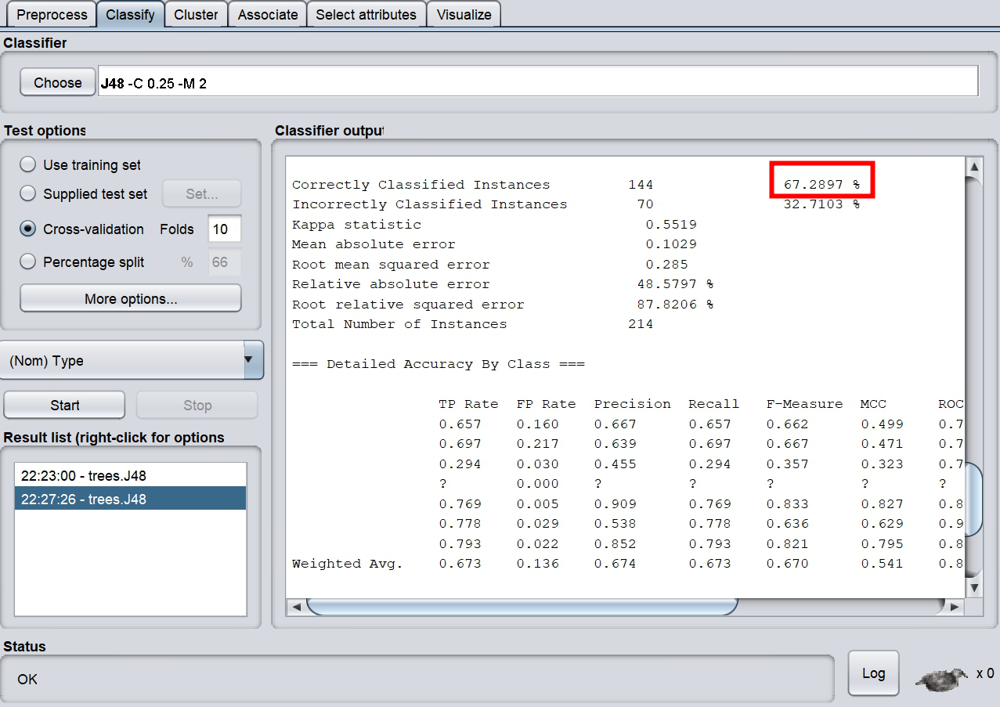 Preprocess Classify Cluster Associate Select attributes Visualize
Classifier
Choose J48 -C 0.25 -M 2
Test options
Use training set
Supplied test set Set...
Cross-validation Folds 10
Percentage split % 66
More options...
(Nom) Type
Start Stop
Result list (right-click for options
22:23:00 - trees.J48
22:27:26 - trees.J48
Classifier output
Correctly Classified Instances 144 67.2897 %
Incorrectly Classified Instances 70 32.7103 %
Kappa statistic 0.5519
Mean absolute error 0.1029
Root mean squared error 0.285
Relative absolute error 48.5797 %
Root relative squared error 87.8206 %
Total Number of Instances 214
=== Detailed Accuracy By Class ===
TP Rate FP Rate Precision Recall F-Measure MCC ROC
0.657 0.160 0.667 0.657 0.662 0.499 0.7
0.697 0.217 0.639 0.697 0.667 0.471 0.7
0.294 0.030 0.455 0.294 0.357 0.323 0.7
? 0.000 ? ? ? ? ?
0.769 0.005 0.909 0.769 0.833 0.827 0.8
0.778 0.029 0.538 0.778 0.636 0.629 0.9
0.793 0.022 0.852 0.793 0.821 0.795 0.8
Weighted Avg. 0.673 0.136 0.674 0.673 0.670 0.541 0.8
Status
OK
Log x 0